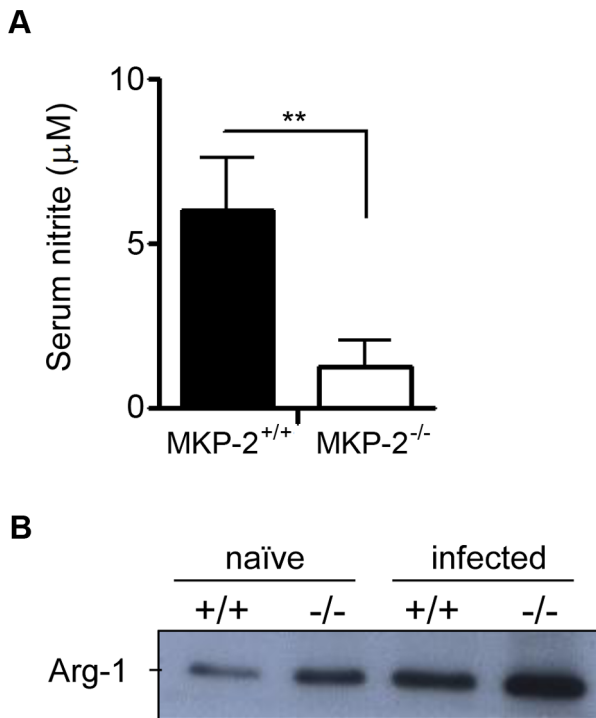 A
10
**
5
0
Serum nitrite (μM)
MKP-2+/+ MKP-2-/-
B
naïve infected
+/+ -/- +/+ -/-
Arg-1